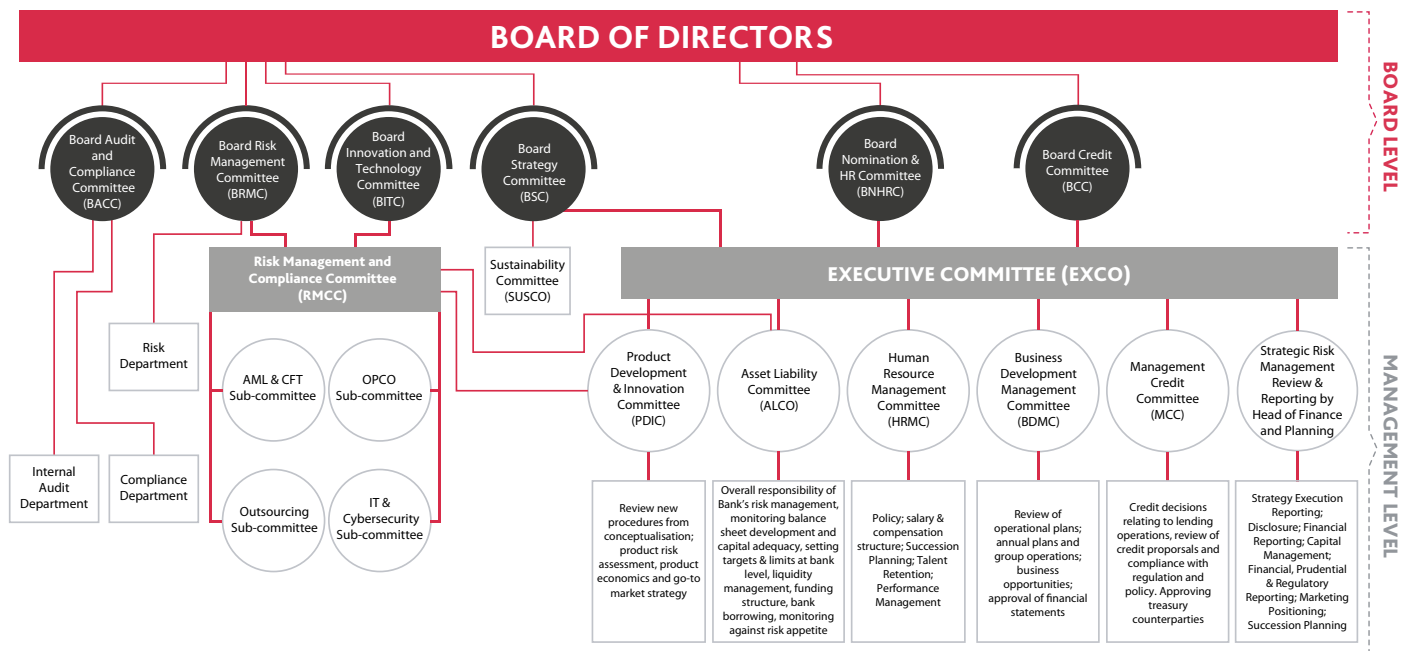 BOARD OF DIRECTORS
BOARD LEVEL
Board Audit
and
Compliance
Committee
(BACC)
Board Risk
Management
Committee
(BRMC)
Board
Innovation and
Technology
Committee
(BITC)
Board
Strategy
Committee
(BSC)
Board
Nomination &
HR Committee
(BNHRC)
Board Credit
Committee
(BCC)
Risk Management and
Compliance Committee
(RMCC)
Sustainability
Committee
(SUSCO)
EXECUTIVE COMMITTEE (EXCO)
MANAGEMENT LEVEL
Risk
Department
AML & CFT
Sub-committee
OPCO
Sub-committee
Product
Development
& Innovation
Committee
(PDIC)
Asset Liability
Committee
(ALCO)
Human
Resource
Management
Committee
(HRMC)
Business
Development
Management
Committee
(BDMC)
Management
Credit
Committee
(MCC)
Strategic Risk
Management
Review &
Reporting by
Head of Finance
and Planning
Internal
Audit
Department
Compliance
Department
Outsourcing
Sub-committee
IT &
Cybersecurity
Sub-committee
Review new
procedures from
conceptualisation;
product risk
assessment, product
economics and go-to
market strategy
Overall responsibility of
Bank's risk management,
monitoring balance
sheet development and
capital adequacy, setting
targets & limits at bank
level, liquidity
management, funding
structure, bank
borrowing, monitoring
against risk appetite
Policy; salary &
compensation
structure; Succession
Planning; Talent
Retention;
Performance
Management
Review of
operational plans;
annual plans and
group operations;
business
opportunities;
approval of financial
statements
Credit decisions
relating to lending
operations, review of
credit proporsals and
compliance with
regulation and
policy. Approving
treasury
counterparties
Strategy Execution
Reporting;
Disclosure; Financial
Reporting; Capital
Management;
Financial, Prudential
& Regulatory
Reporting; Marketing
Positioning;
Succession Planning